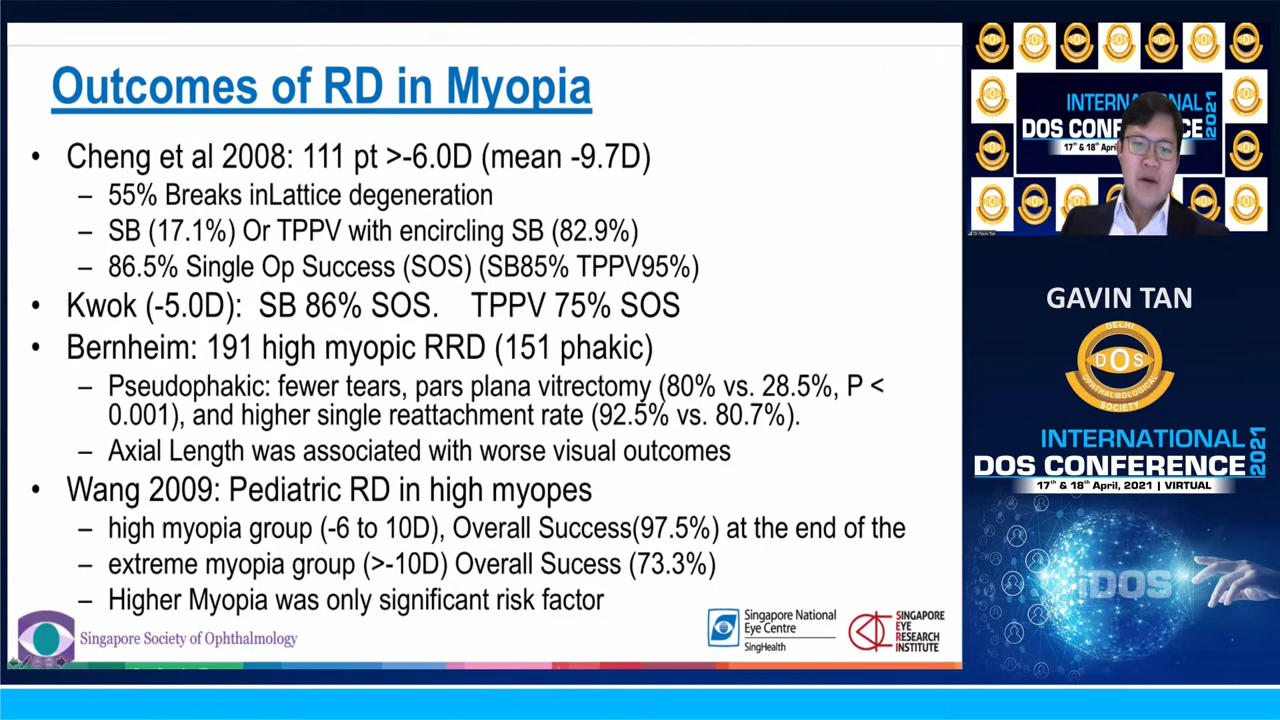 Outcomes of RD in Myopia
• Cheng et al 2008: 111 pt >-6.0D (mean -9.7D)
– 55% Breaks inLattice degeneration
– SB (17.1%) Or TPPV with encircling SB (82.9%)
– 86.5% Single Op Success (SOS) (SB85% TPPV95%)
• Kwok (-5.0D): SB 86% SOS. TPPV 75% SOS
• Bernheim: 191 high myopic RRD (151 phakic)
– Pseudophakic: fewer tears, pars plana vitrectomy (80% vs. 28.5%, P <
0.001), and higher single reattachment rate (92.5% vs. 80.7%).
– Axial Length was associated with worse visual outcomes
• Wang 2009: Pediatric RD in high myopes
– high myopia group (-6 to 10D), Overall Success(97.5%) at the end of the
– extreme myopia group (>-10D) Overall Sucess (73.3%)
– Higher Myopia was only significant risk factor
Singapore Society of Ophthalmology
Singapore National
Eye Centre
SingHealth
SINGAPORE
EYE
RESEARCH
INSTITUTE
INTERNATIONAL
DOS CONFERENCE
2021
17th & 18th April
Dr Gavin Tan
GAVIN TAN
DELHI
DOS
OPHTHALMOLOGICAL
SOCIETY
INTERNATIONAL
DOS CONFERENCE
2021
17th & 18th April, 2021 | VIRTUAL
iDOS